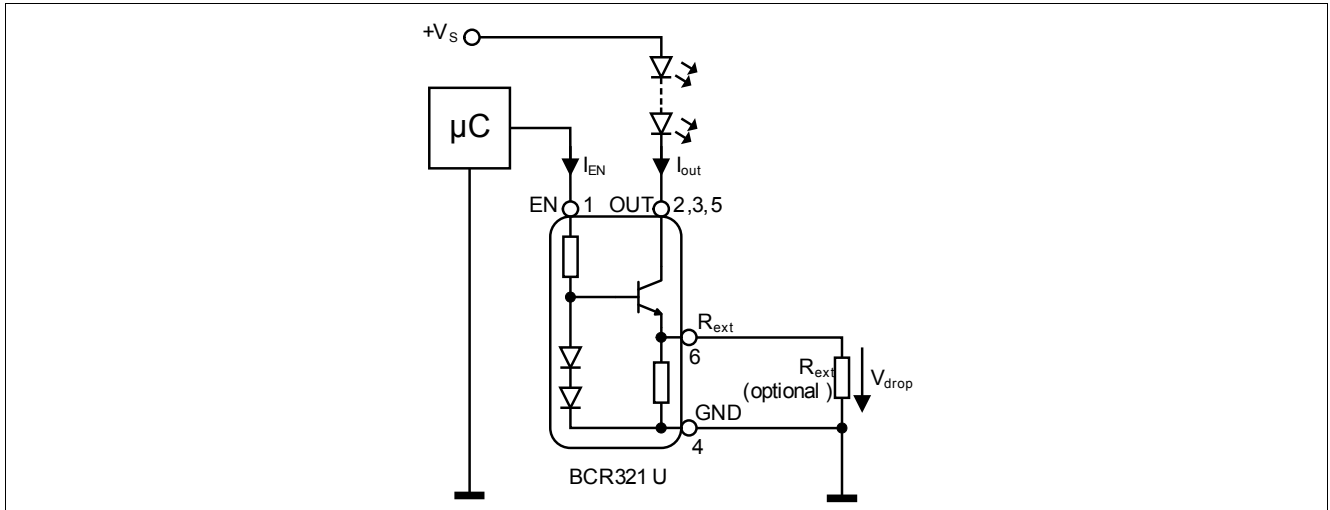 +VS
µC
IEN
Iout
EN
1
OUT
2,3,5
Rext
6
Rext
(optional )
Vdrop
GND
4
BCR321 U